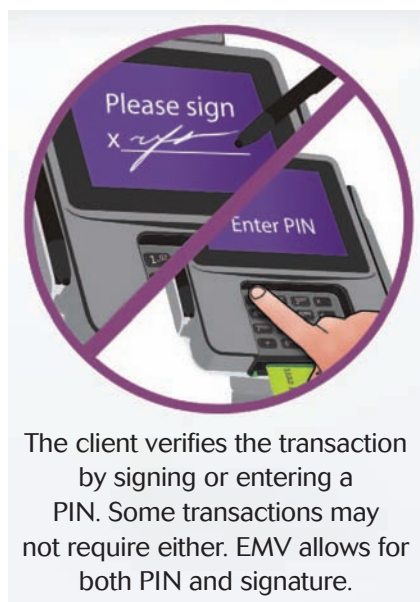 Please sign
x
Enter PIN
The client verifies the transaction
by signing or entering a
PIN. Some transactions may
not require either. EMV allows for
both PIN and signature.